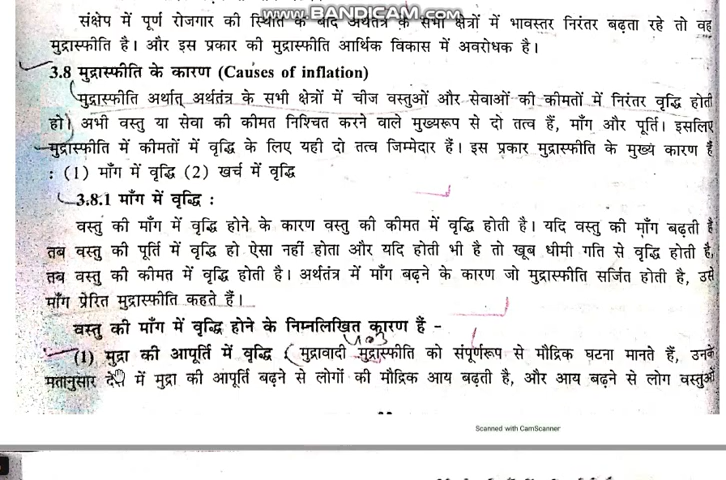 www.BANDICAM.com
संक्षेप में पूर्ण रोजगार की स्थिति के बाद अर्थतंत्र के सभी क्षेत्रों में भावस्तर निरंतर बढ़ता रहे तो वह
मुद्रास्फीति है। और इस प्रकार की मुद्रास्फीति आर्थिक विकास में अवरोधक है।
3.8 मुद्रास्फीति के कारण (Causes of inflation)
मुद्रास्फीति अर्थात् अर्थतंत्र के सभी क्षेत्रों में चीज वस्तुओं और सेवाओं की कीमतों में निरंतर वृद्धि होती
हो। अभी वस्तु या सेवा की कीमत निश्चित करने वाले मुख्यरूप से दो तत्व हैं, माँग और पूर्ति। इसलिए
मुद्रास्फीति में कीमतों में वृद्धि के लिए यही दो तत्व जिम्मेदार हैं। इस प्रकार मुद्रास्फीति के मुख्य कारण हैं
: (1) माँग में वृद्धि (2) खर्च में वृद्धि
3.8.1 माँग में वृद्धि :
वस्तु की माँग में वृद्धि होने के कारण वस्तु की कीमत में वृद्धि होती है। यदि वस्तु की माँग बढ़ती है
तब वस्तु की पूर्ति में वृद्धि हो ऐसा नहीं होता और यदि होती भी है तो खूब धीमी गति से वृद्धि होती है,
तब वस्तु की कीमत में वृद्धि होती है। अर्थतंत्र में माँग बढ़ने के कारण जो मुद्रास्फीति सर्जित होती है, उसे
माँग प्रेरित मुद्रास्फीति कहते हैं।
वस्तु की माँग में वृद्धि होने के निम्नलिखित कारण हैं -
(1) मुद्रा की आपूर्ति में वृद्धि : मुद्रावादी मुद्रास्फीति को संपूर्णरूप से मौद्रिक घटना मानते हैं, उनके
मतानुसार देश में मुद्रा की आपूर्ति बढ़ने से लोगों की मौद्रिक आय बढ़ती है, और आय बढ़ने से लोग वस्तुओं
Scanned with CamScanner